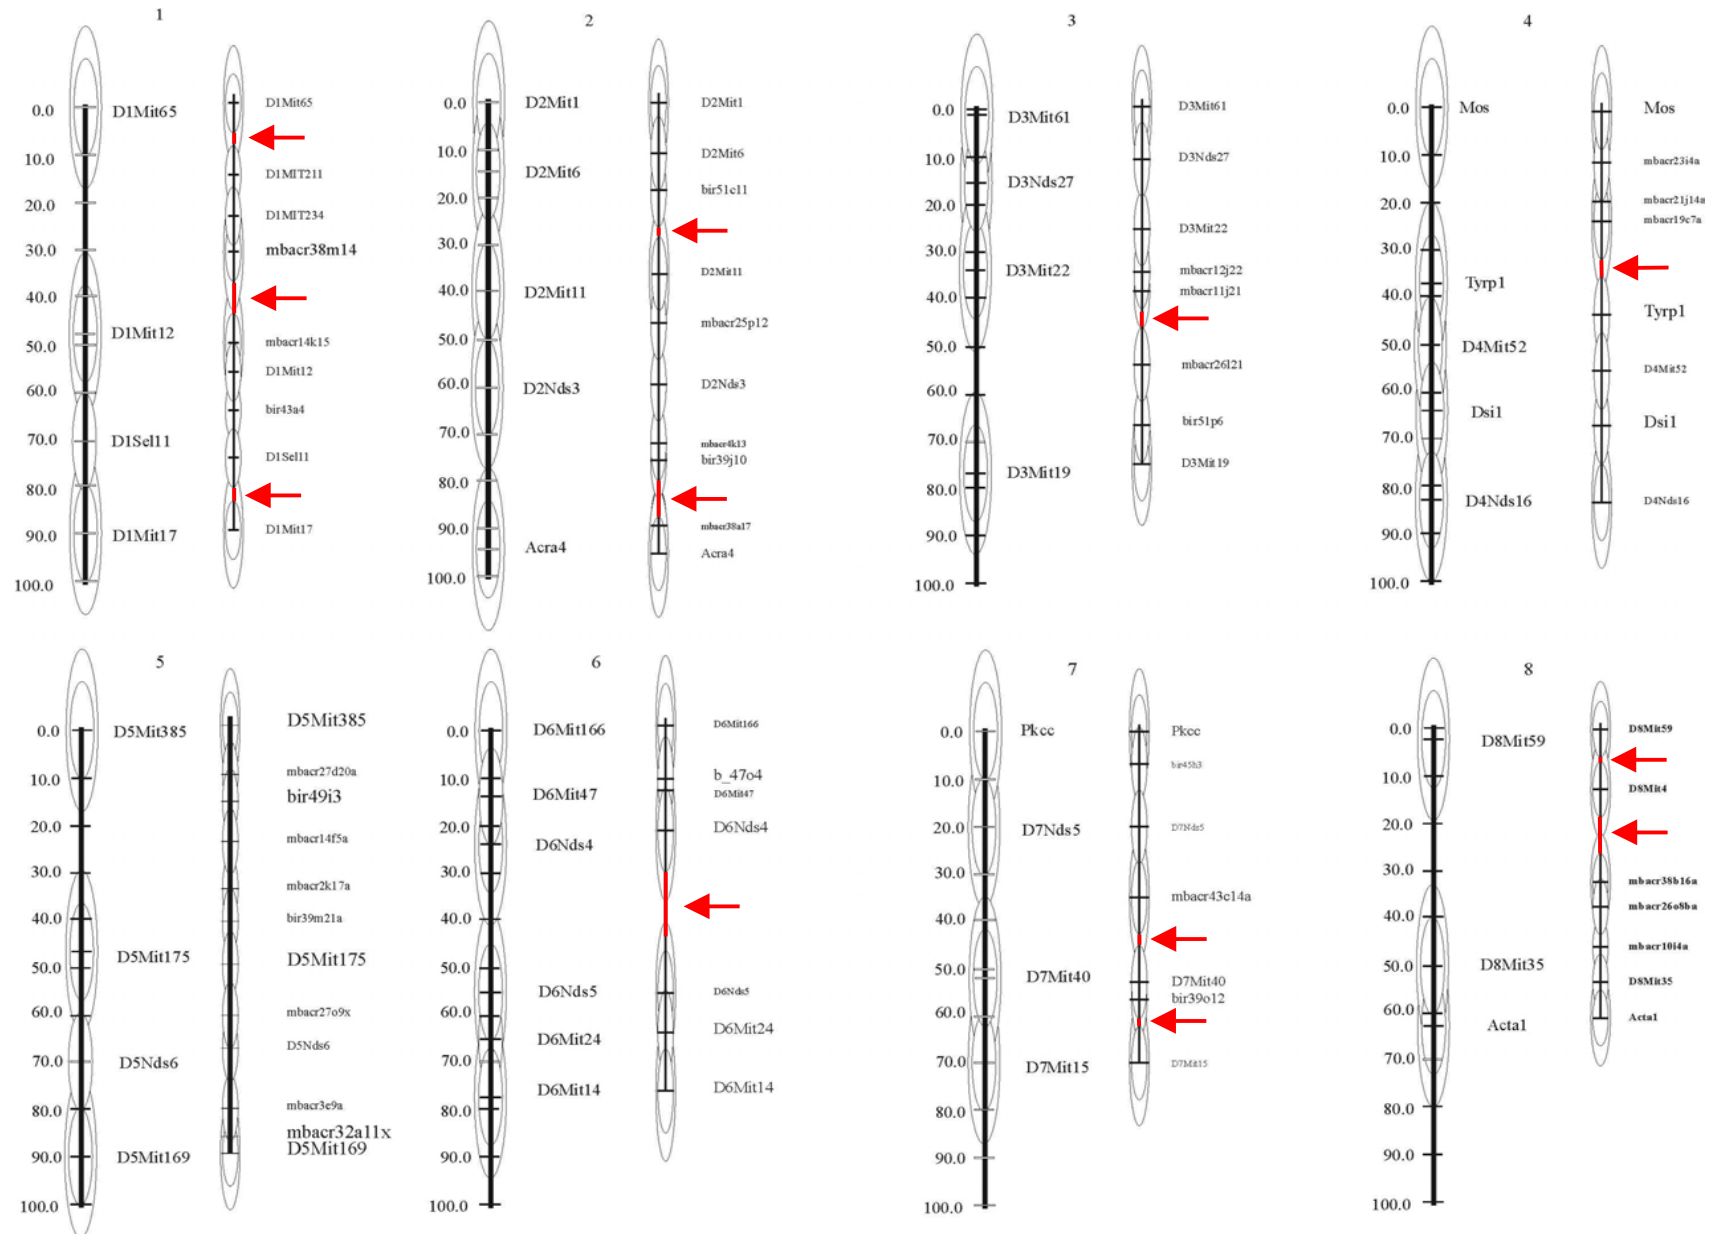 1
0.0
10.0
20.0
30.0
40.0
50.0
60.0
70.0
80.0
90.0
100.0
D1Mit65
D1Mit12
D1Sel11
D1Mit17
D1Mit65
D1MIT211
D1MIT234
mbacr38m14
mbacr14k15
D1Mit12
bir43a4
D1Sel11
D1Mit17
2
0.0
10.0
20.0
30.0
40.0
50.0
60.0
70.0
80.0
90.0
100.0
D2Mit1
D2Mit6
D2Mit11
D2Nds3
Acra4
D2Mit1
D2Mit6
bir51c11
D2Mit11
mbacr25p12
D2Nds3
mbacr4k13
bir39j10
mbacr38a17
Acra4
3
0.0
10.0
20.0
30.0
40.0
50.0
60.0
70.0
80.0
90.0
100.0
D3Mit61
D3Nds27
D3Mit22
D3Mit19
D3Mit61
D3Nds27
D3Mit22
mbacr12j22
mbacr11j21
mbacr26l21
bir51p6
D3Mit19
4
0.0
10.0
20.0
30.0
40.0
50.0
60.0
70.0
80.0
90.0
100.0
Mos
Tyrp1
D4Mit52
Dsi1
D4Nds16
Mos
mbacr23i4a
mbacr21j14a
mbacr19c7a
Tyrp1
D4Mit52
Dsi1
D4Nds16
5
0.0
10.0
20.0
30.0
40.0
50.0
60.0
70.0
80.0
90.0
100.0
D5Mit385
D5Mit175
D5Nds6
D5Mit169
D5Mit385
mbacr27d20a
bir49i3
mbacr14f5a
mbacr2k17a
bir39m21a
D5Mit175
mbacr27o9x
D5Nds6
mbacr3e9a
mbacr32a11x
D5Mit169
6
0.0
10.0
20.0
30.0
40.0
50.0
60.0
70.0
80.0
90.0
100.0
D6Mit166
D6Mit47
D6Nds4
D6Nds5
D6Mit24
D6Mit14
D6Mit166
b_47o4
D6Mit47
D6Nds4
D6Nds5
D6Mit24
D6Mit14
7
0.0
10.0
20.0
30.0
40.0
50.0
60.0
70.0
80.0
90.0
100.0
Pkcc
D7Nds5
D7Mit40
D7Mit15
Pkcc
bir45h3
D7Nds5
mbacr43c14a
D7Mit40
bir39o12
D7Mit15
8
0.0
10.0
20.0
30.0
40.0
50.0
60.0
70.0
80.0
90.0
100.0
D8Mit59
D8Mit35
Acta1
D8Mit59
D8Mit4
mbacr38b16a
mbacr26o8ba
mbacr10i4a
D8Mit35
Acta1